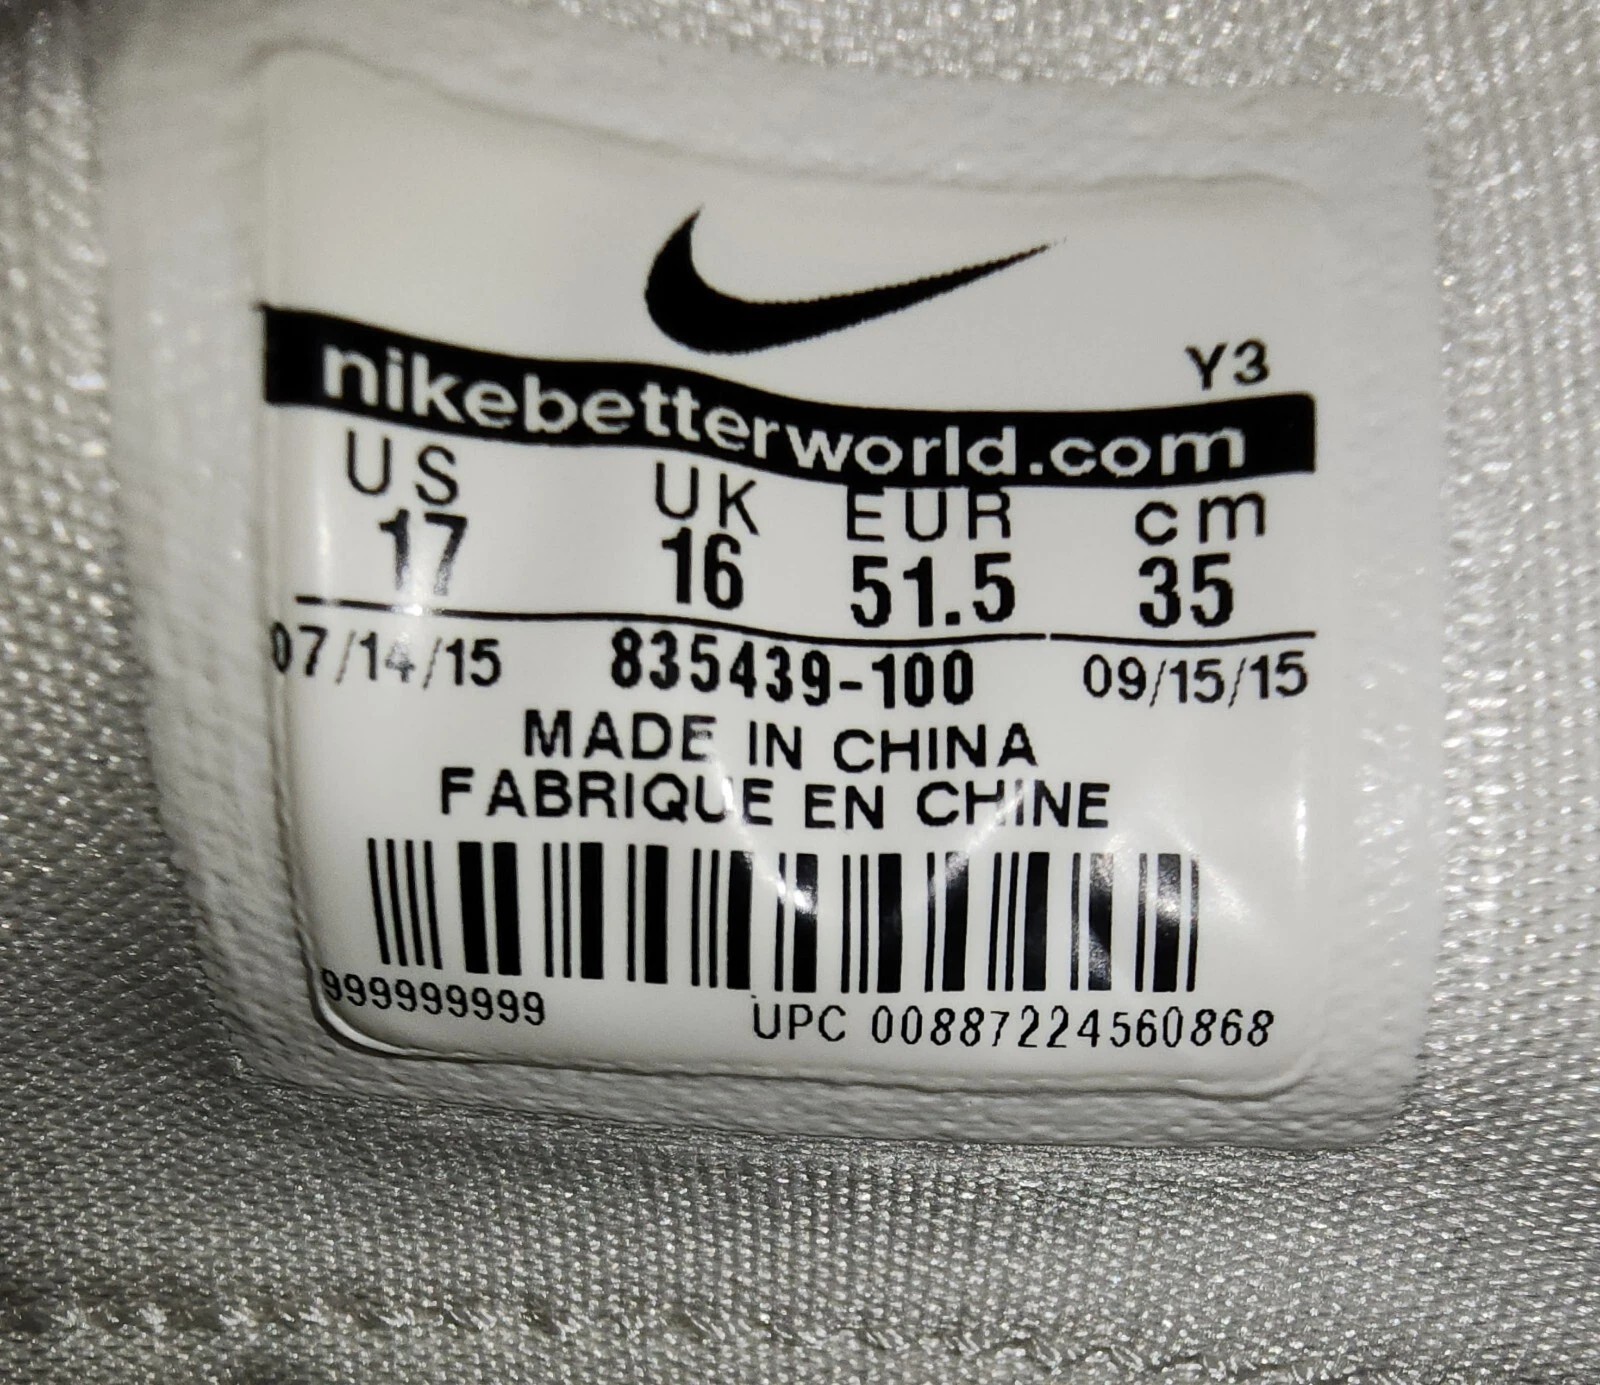 Y3
nikebetterworld.com
US UK EUR cm
17 16 51.5 35
07/14/15 835439-100 09/15/15
MADE IN CHINA
FABRIQUE EN CHINE
999999999 UPC 00887224560868